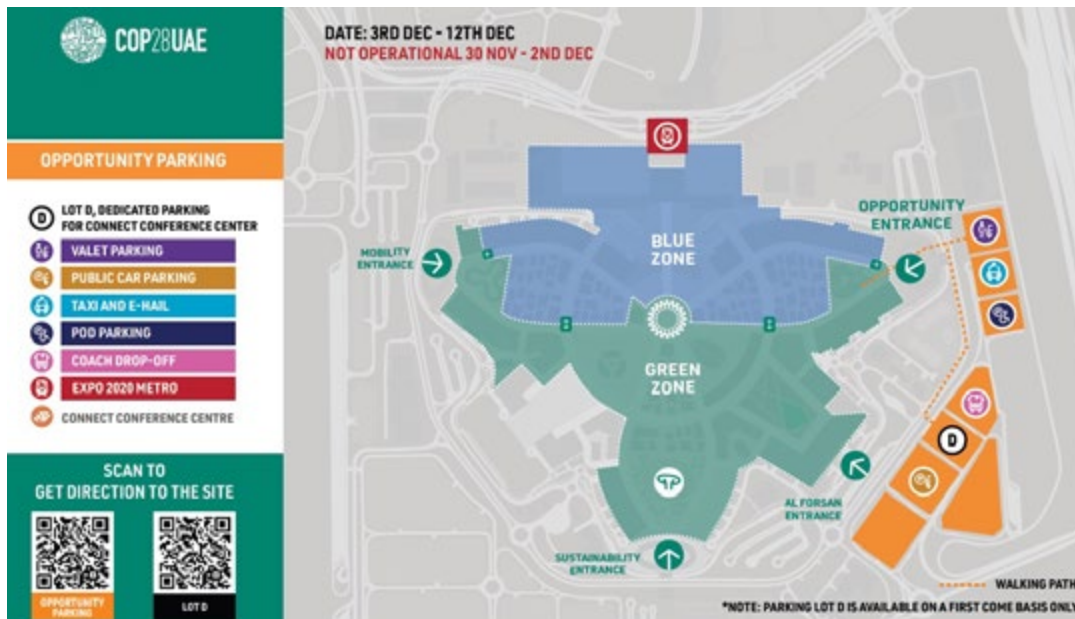 COP28UAE
DATE: 3RD DEC - 12TH DEC
NOT OPERATIONAL 30 NOV - 2ND DEC
OPPORTUNITY PARKING
D
LOT D, DEDICATED PARKING
FOR CONNECT CONFERENCE CENTER
VALET PARKING
PUBLIC CAR PARKING
TAXI AND E-HAIL
POD PARKING
COACH DROP-OFF
EXPO 2020 METRO
CONNECT CONFERENCE CENTRE
SCAN TO
GET DIRECTION TO THE SITE
OPPORTUNITY
PARKING
LOT D
MOBILITY
ENTRANCE
BLUE
ZONE
OPPORTUNITY
ENTRANCE
GREEN
ZONE
D
AL FORSAN
ENTRANCE
SUSTAINABILITY
ENTRANCE
WALKING PATH
*NOTE: PARKING LOT D IS AVAILABLE ON A FIRST COME BASIS ONLY